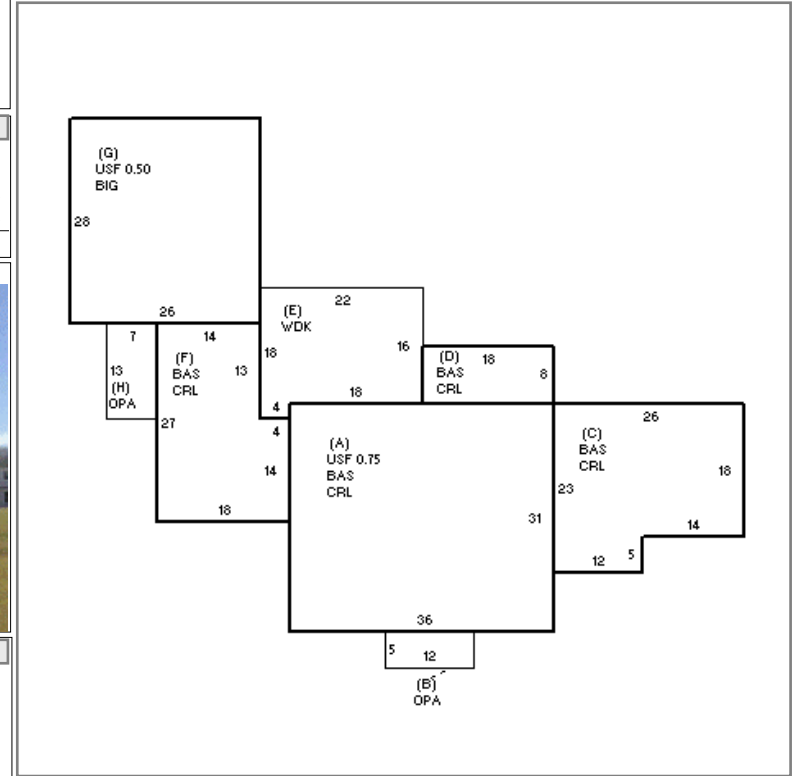 (G)
USF 0.50
BIG
28
26
7
14
13
(H)
OPA
(F)
BAS
CRL
13
27
18
(E)
WDK
22
18
16
18
4
4
14
(D)
BAS
CRL
18
8
(A)
USF 0.75
BAS
CRL
31
36
(C)
BAS
CRL
26
23
18
14
12
5
5
12
(B)
OPA